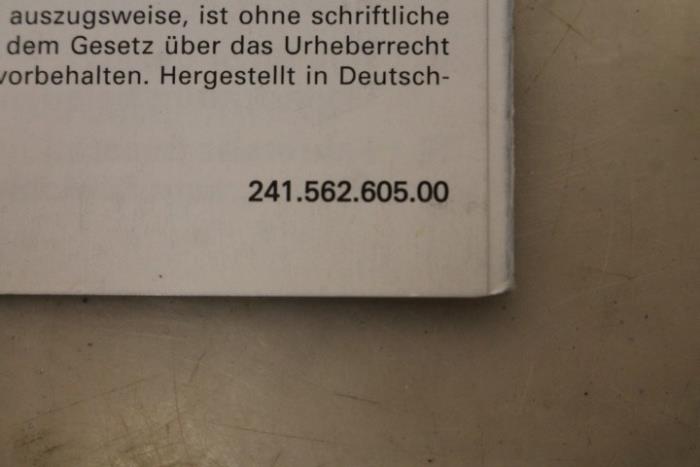 auszugsweise, ist ohne schriftliche
dem Gesetz über das Urheberrecht
vorbehalten. Hergestellt in Deutsch-
241.562.605.00